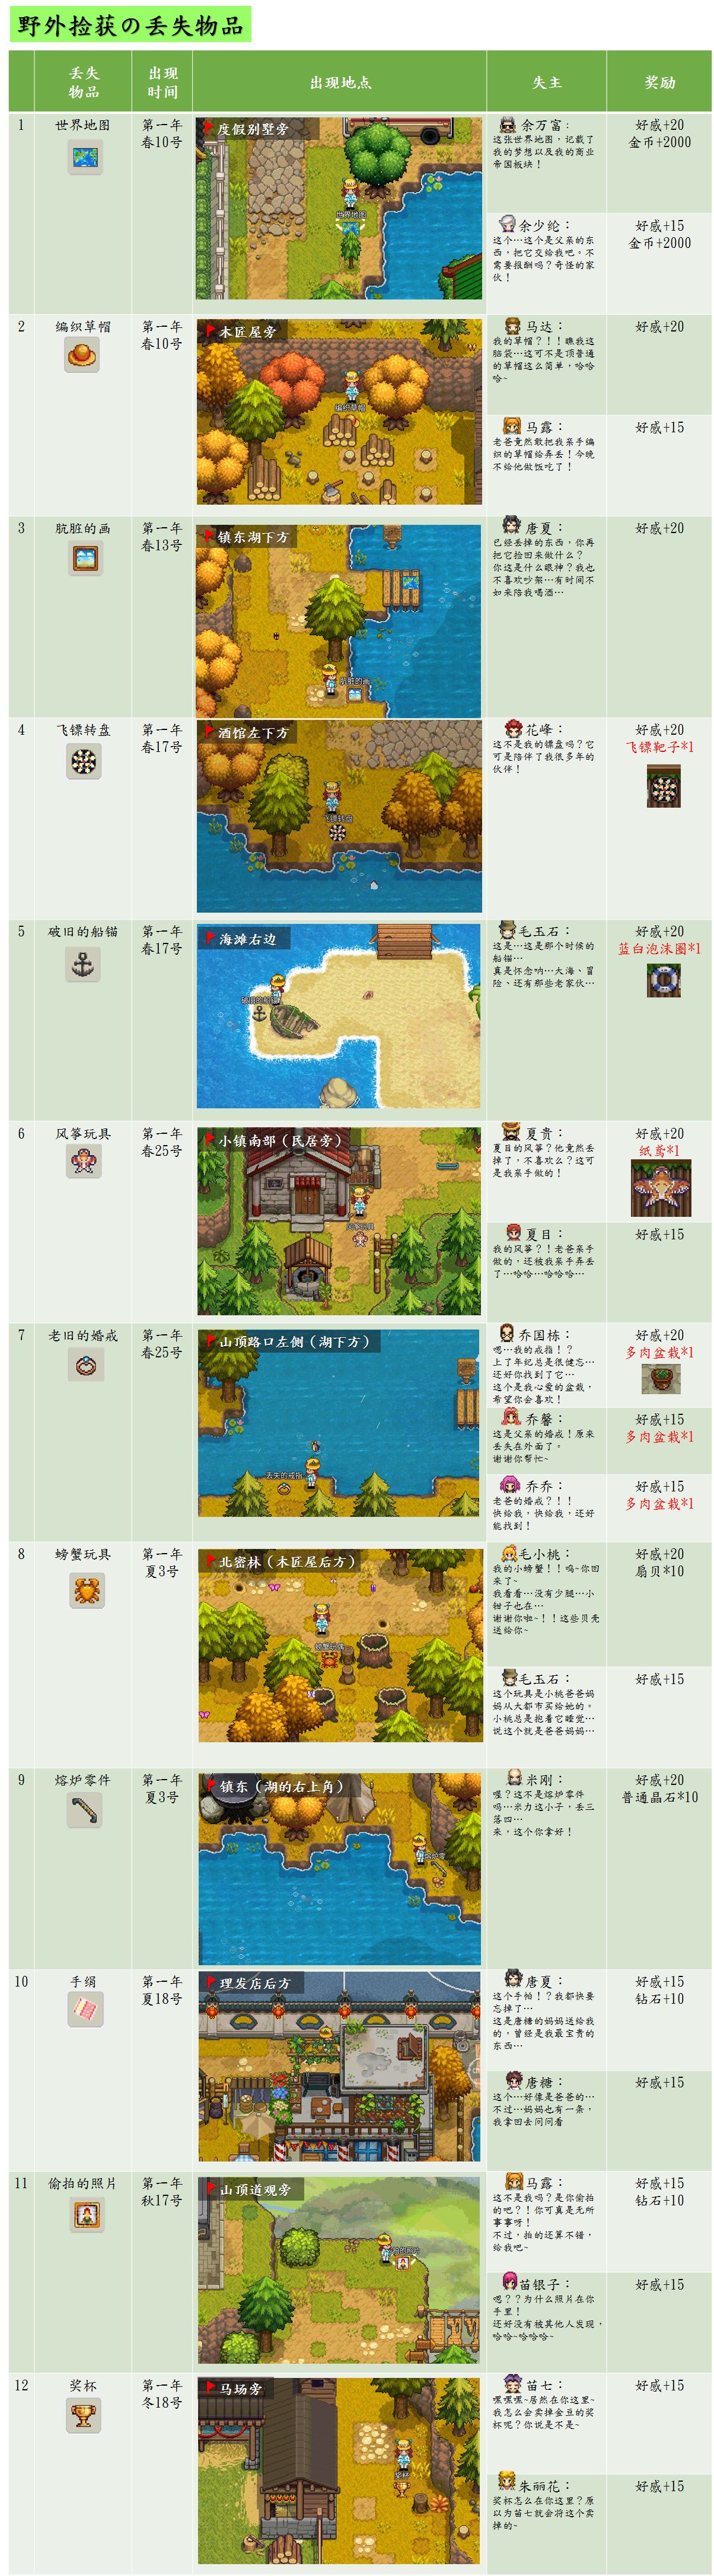 野外捡获の丢失物品
丢失
物品
出现
时间
出现地点
失主
奖励
1
世界地图
第一年
春10号
度假别墅旁
世界地图
余万富：
这张世界地图，记载了
我的梦想以及我的商业
帝国板块！
好感+20
金币+2000
余少纶：
这个…这个是父亲的东
西，把它交给我吧。不
需要报酬吗？奇怪的家
伙！
好感+15
金币+2000
2
编织草帽
第一年
春10号
木匠屋旁
编织草帽
马达：
我的草帽？！！瞧我这
脑袋…这可不是顶普通
的草帽这么简单，哈哈
哈~
好感+20
马露：
老爸竟然敢把我亲手编
织的草帽给弄丢！今晚
不给他做饭吃了！
好感+15
3
肮脏的画
第一年
春13号
镇东湖下方
肮脏的画
唐夏：
已经丢掉的东西，你再
把它捡回来做什么？
你这是什么眼神？我也
不喜欢吵架…有时间不
如来陪我喝酒…
好感+20
4
飞镖转盘
第一年
春17号
酒馆左下方
飞镖转盘
花峰：
这不是我的镖盘吗？它
可是陪伴了我很多年的
伙伴！
好感+20
飞镖靶子*1
5
破旧的船锚
第一年
春17号
海滩右边
破旧的船锚
毛玉石：
这是…这是那个时候的
船锚…
真是怀念呐…大海、冒
险、还有那些老家伙…
好感+20
蓝白泡沫圈*1
6
风筝玩具
第一年
春25号
小镇南部（民居旁）
风筝玩具
夏贵：
夏目的风筝？他竟然丢
掉了，不喜欢么？这可
是我亲手做的！
好感+20
纸鸢*1
夏目：
我的风筝？！老爸亲手
做的，还被我亲手弄丢
了…哈哈…哈哈哈…
好感+15
7
老旧的婚戒
第一年
春25号
山顶路口左侧（湖下方）
丢失的戒指
乔国栋：
嗯…我的戒指！？
上了年纪总是很健忘…
还好你找到了它…
这个是我心爱的盆栽，
希望你会喜欢！
好感+20
多肉盆栽*1
乔馨：
这是父亲的婚戒！原来
丢失在外面了。
谢谢你帮忙~
好感+15
多肉盆栽*1
乔乔：
老爸的婚戒？！！
快给我，快给我，还好
能找到！
好感+15
多肉盆栽*1
8
螃蟹玩具
第一年
夏3号
北密林（木匠屋后方）
螃蟹玩具
毛小桃：
我的小螃蟹！！呜~你回
来了~
我看看…没有少腿…小
钳子也在…
谢谢你啦~！！这些贝壳
送给你~
好感+20
扇贝*10
毛玉石：
这个玩具是小桃爸爸妈
妈从大都市买给她的。
小桃总是抱着它睡觉…
说这个就是爸爸妈妈…
好感+15
9
熔炉零件
第一年
夏3号
镇东（湖的右上角）
熔炉零
米刚：
喔？这不是熔炉零件
吗…米力这小子，丢三
落四…
来，这个你拿好！
好感+20
普通晶石*10
10
手绢
第一年
夏18号
理发店后方
唐夏：
这个手帕！？我都快要
忘掉了…
这是唐糖的妈妈送给我
的，曾经是我最宝贵的
东西…
好感+15
钻石+10
唐糖：
这个…好像是爸爸的…
不过…妈妈也有一条，
我拿回去问问看
好感+15
11
偷拍的照片
第一年
秋17号
山顶道观旁
偷拍的照片
马露：
这不是我吗？是你偷拍
的吧？！你可真是无所
事事呀！
不过，拍的还算不错，
给我吧~
好感+15
钻石+10
苗银子：
嗯？？为什么照片在你
手里！
还好没有被其他人发现，
哈哈~哈哈哈~
好感+15
12
奖杯
第一年
冬18号
马场旁
奖杯
苗七：
嘿嘿嘿~居然在你这里~
我怎么会卖掉金豆的奖
杯呢？你说是不是~
好感+15
朱丽花：
奖杯怎么在你这里？原
以为苗七就会将这个卖
掉的~
好感+15